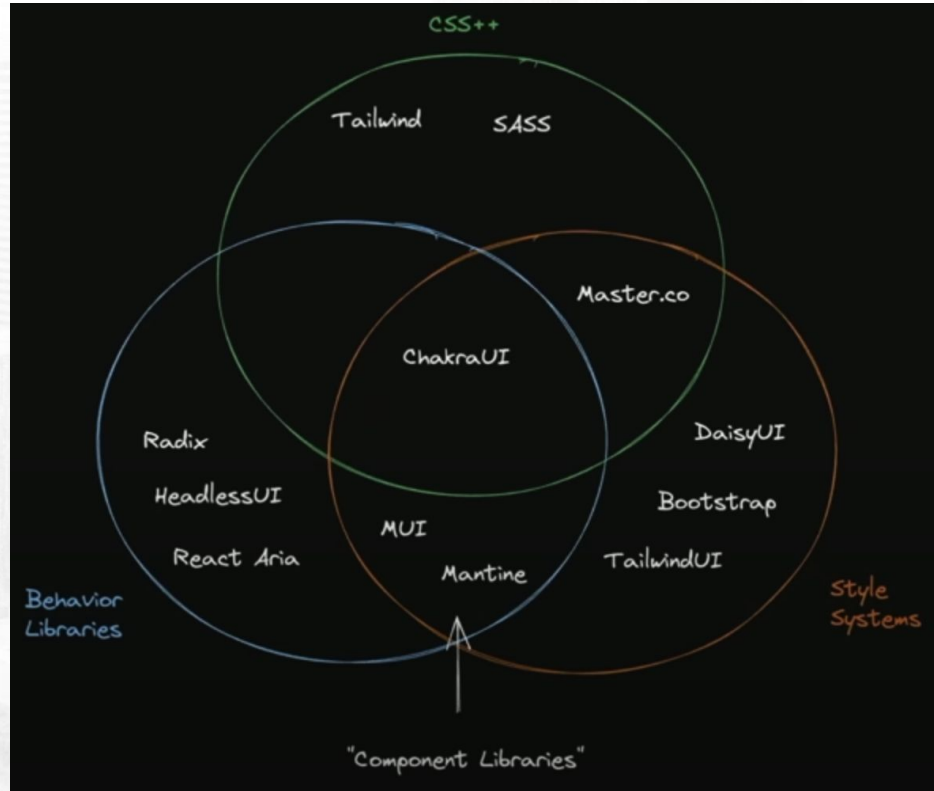 CSS++
Tailwind
SASS
Master.co
ChakraUI
Radix
DaisyUI
HeadlessUI
Bootstrap
MUI
React Aria
TailwindUI
Mantine
Behavior
Libraries
Style
Systems
"Component Libraries"